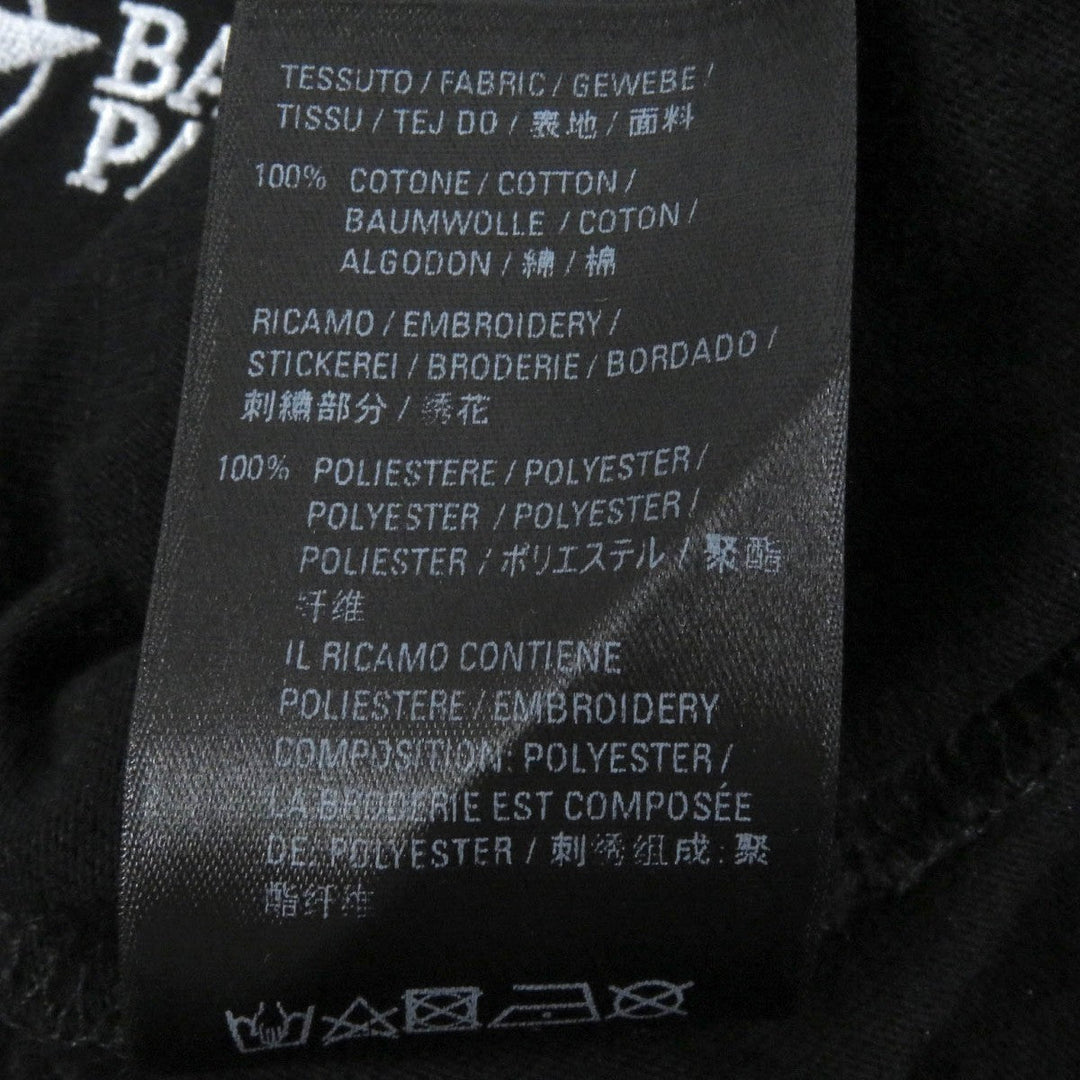 BA
PA
TESSUTO / FABRIC / GEWEBE /
TISSU / TEJ DO / 表地 / 面料
100% COTONE / COTTON /
BAUMWOLLE / COTON /
ALGODON / 綿 / 棉
RICAMO / EMBROIDERY /
STICKEREI / BRODERIE / BORDADO /
刺繍部分 / 绣花
100% POLIESTERE / POLYESTER /
POLYESTER / POLYESTER /
POLIESTER / ポリエステル / 聚酯
纤维
IL RICAMO CONTIENE
POLIESTERE / EMBROIDERY
COMPOSITION: POLYESTER /
LA BRODERIE EST COMPOSÉE
DE POLYESTER / 刺绣组成: 聚
酯纤维